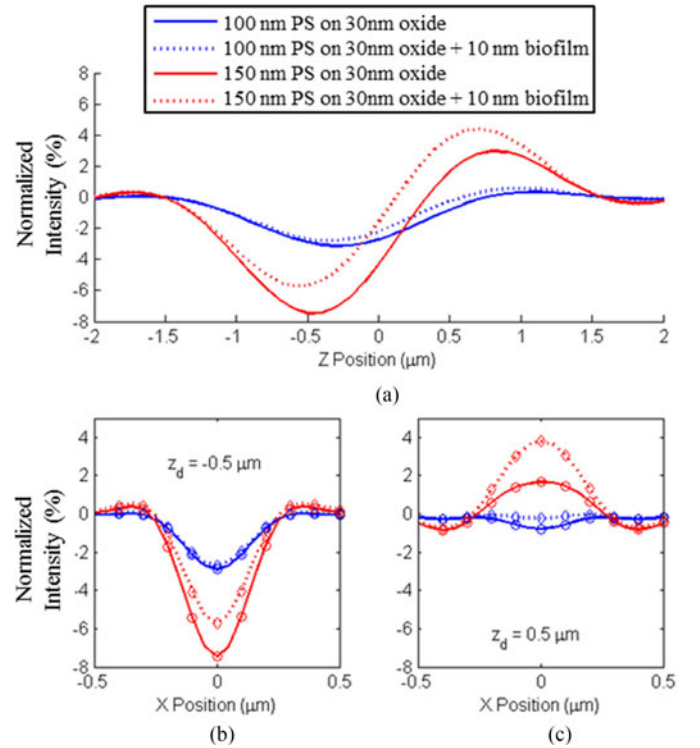 100 nm PS on 30nm oxide
100 nm PS on 30nm oxide + 10 nm biofilm
150 nm PS on 30nm oxide
150 nm PS on 30nm oxide + 10 nm biofilm
8
6
4
2
0
-2
-4
-6
-8
Normalized
Intensity (%)
-2
-1.5
-1
-0.5
0
0.5
1
1.5
2
Z Position (μm)
(a)
4
2
0
-2
-4
-6
-8
Normalized
Intensity (%)
z_d = -0.5 μm
-0.5
0
0.5
X Position (μm)
(b)
4
2
0
-2
-4
-6
-8
z_d = 0.5 μm
-0.5
0
0.5
X Position (μm)
(c)